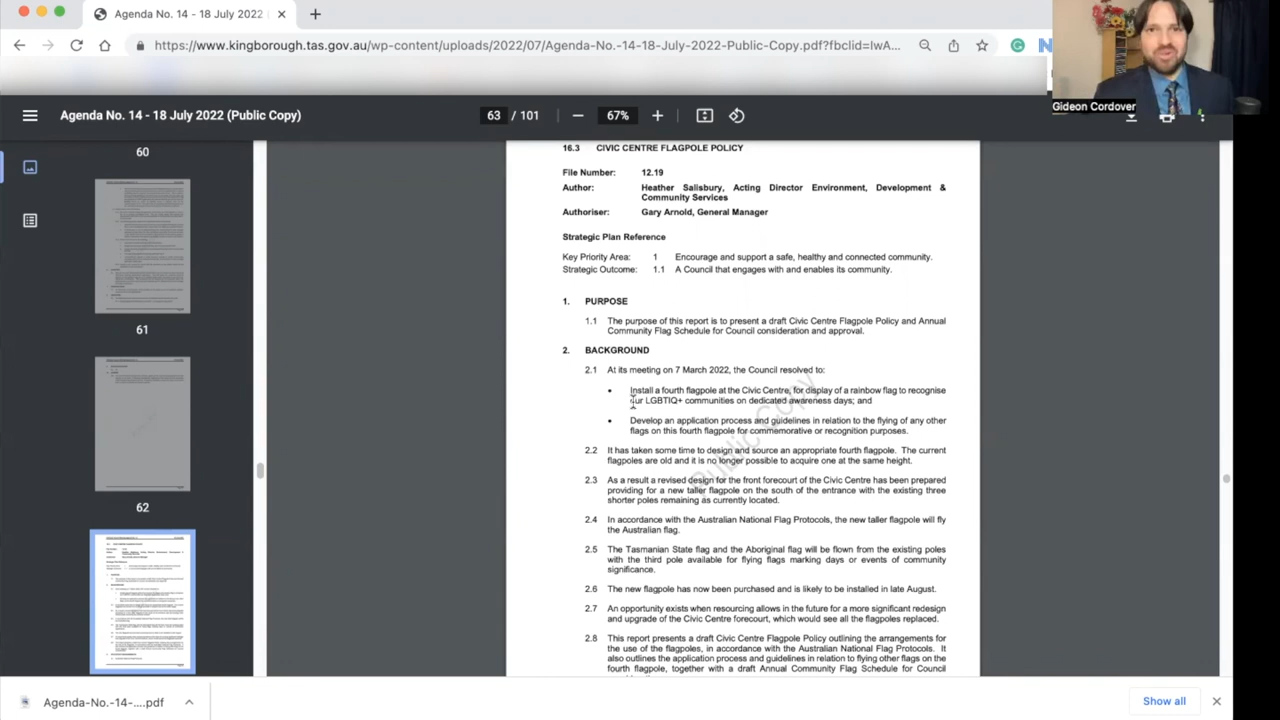 Agenda No. 14 - 18 July 2022
https://www.kingborough.tas.gov.au/wp-content/uploads/2022/07/Agenda-No.-14-18-July-2022-Public-Copy.pdf?fbclid=IwA...
Gideon Cordover
Agenda No. 14 - 18 July 2022 (Public Copy)
63 / 101
67%
60
61
62
16.3 CIVIC CENTRE FLAGPOLE POLICY
File Number: 12.19
Author: Heather Salisbury, Acting Director Environment, Development &
Community Services
Authoriser: Gary Arnold, General Manager
Strategic Plan Reference
Key Priority Area: 1 Encourage and support a safe, healthy and connected community.
Strategic Outcome: 1.1 A Council that engages with and enables its community.
1. PURPOSE
1.1 The purpose of this report is to present a draft Civic Centre Flagpole Policy and Annual
Community Flag Schedule for Council consideration and approval.
2. BACKGROUND
2.1 At its meeting on 7 March 2022, the Council resolved to:
• Install a fourth flagpole at the Civic Centre, for display of a rainbow flag to recognise
our LGBTIQ+ communities on dedicated awareness days; and
• Develop an application process and guidelines in relation to the flying of any other
flags on this fourth flagpole for commemorative or recognition purposes.
2.2 It has taken some time to design and source an appropriate fourth flagpole. The current
flagpoles are old and it is no longer possible to acquire one at the same height.
2.3 As a result a revised design for the front forecourt of the Civic Centre has been prepared
providing for a new taller flagpole on the south of the entrance with the existing three
shorter poles remaining as currently located.
2.4 In accordance with the Australian National Flag Protocols, the new taller flagpole will fly
the Australian flag.
2.5 The Tasmanian State flag and the Aboriginal flag will be flown from the existing poles
with the third pole available for flying flags marking days or events of community
significance.
2.6 The new flagpole has now been purchased and is likely to be installed in late August.
2.7 An opportunity exists when resourcing allows in the future for a more significant redesign
and upgrade of the Civic Centre forecourt, which would see all the flagpoles replaced.
2.8 This report presents a draft Civic Centre Flagpole Policy outlining the arrangements for
the use of the flagpoles, in accordance with the Australian National Flag Protocols. It
also outlines the application process and guidelines in relation to flying other flags on the
fourth flagpole, together with a draft Annual Community Flag Schedule for Council
Public Copy
Agenda-No.-14-....pdf
Show all